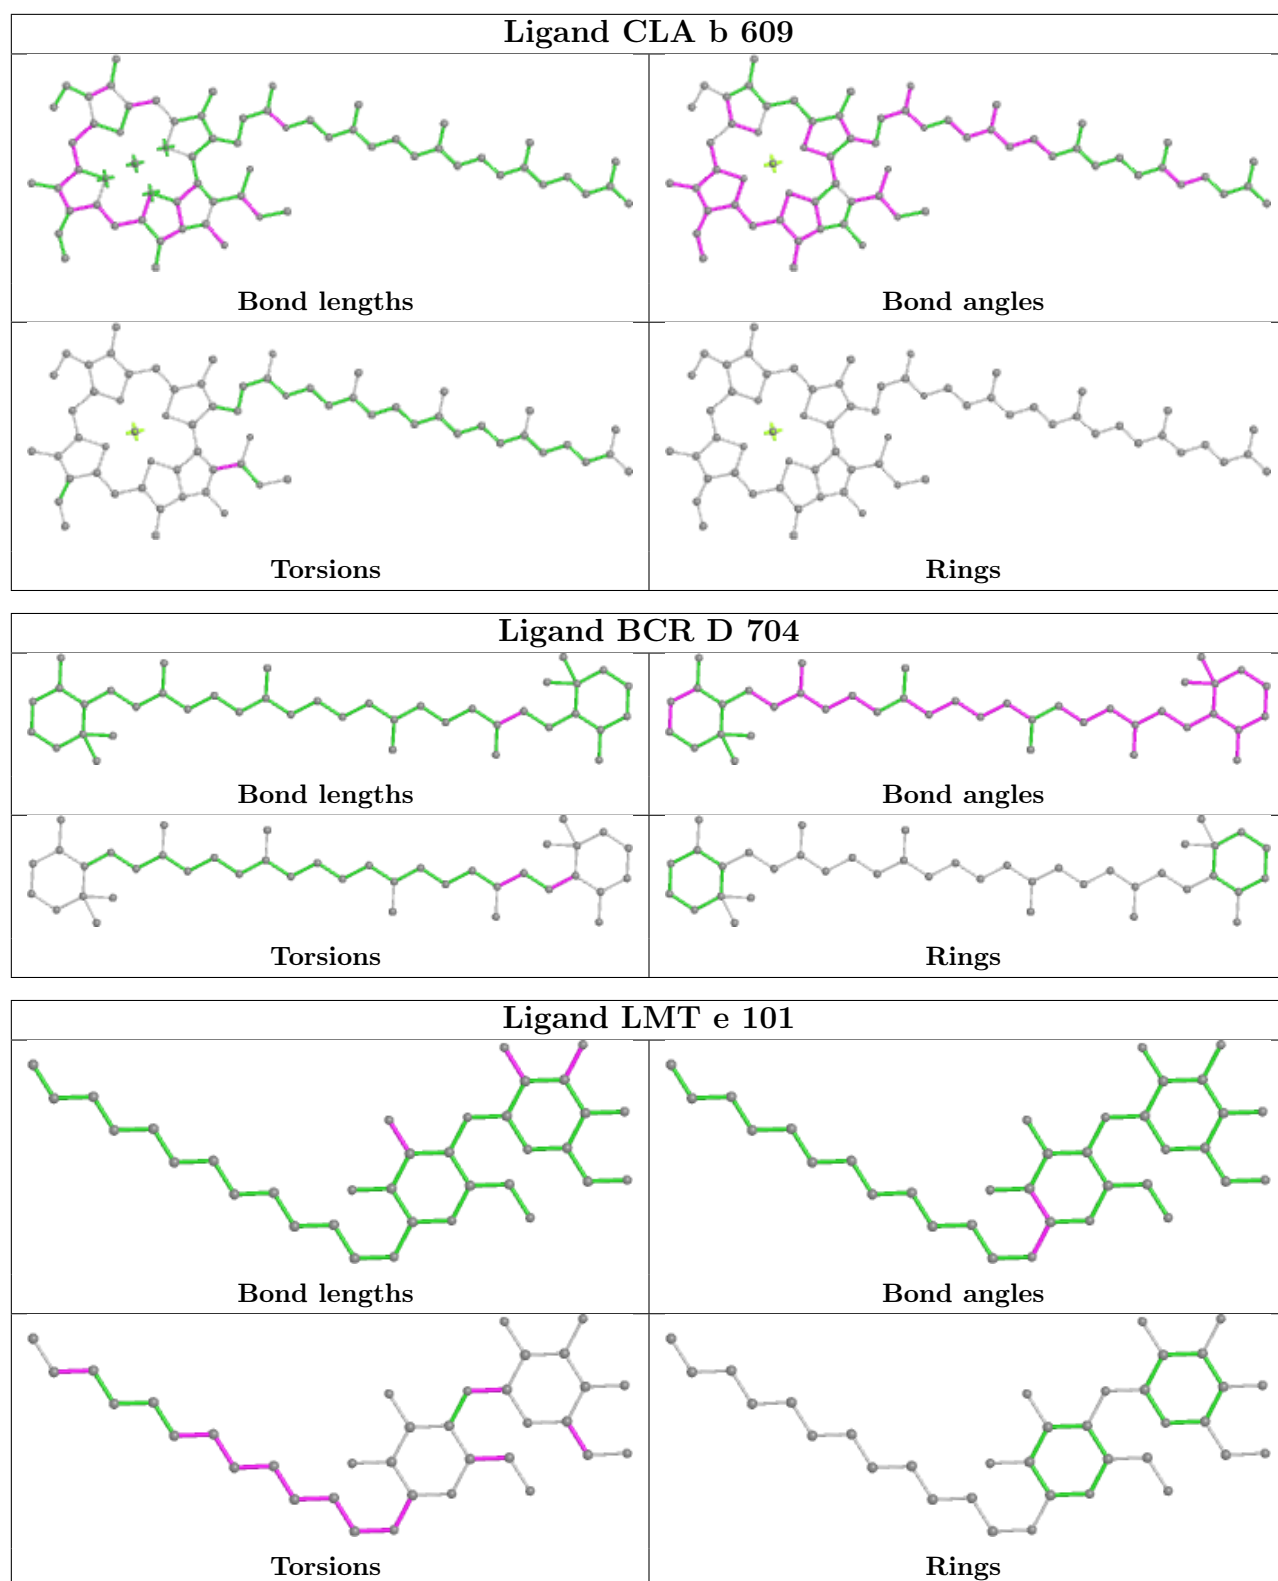 Ligand CLA b 609
Bond lengths
Bond angles
Torsions
Rings
Ligand BCR D 704
Bond lengths
Bond angles
Torsions
Rings
Ligand LMT e 101
Bond lengths
Bond angles
Torsions
Rings